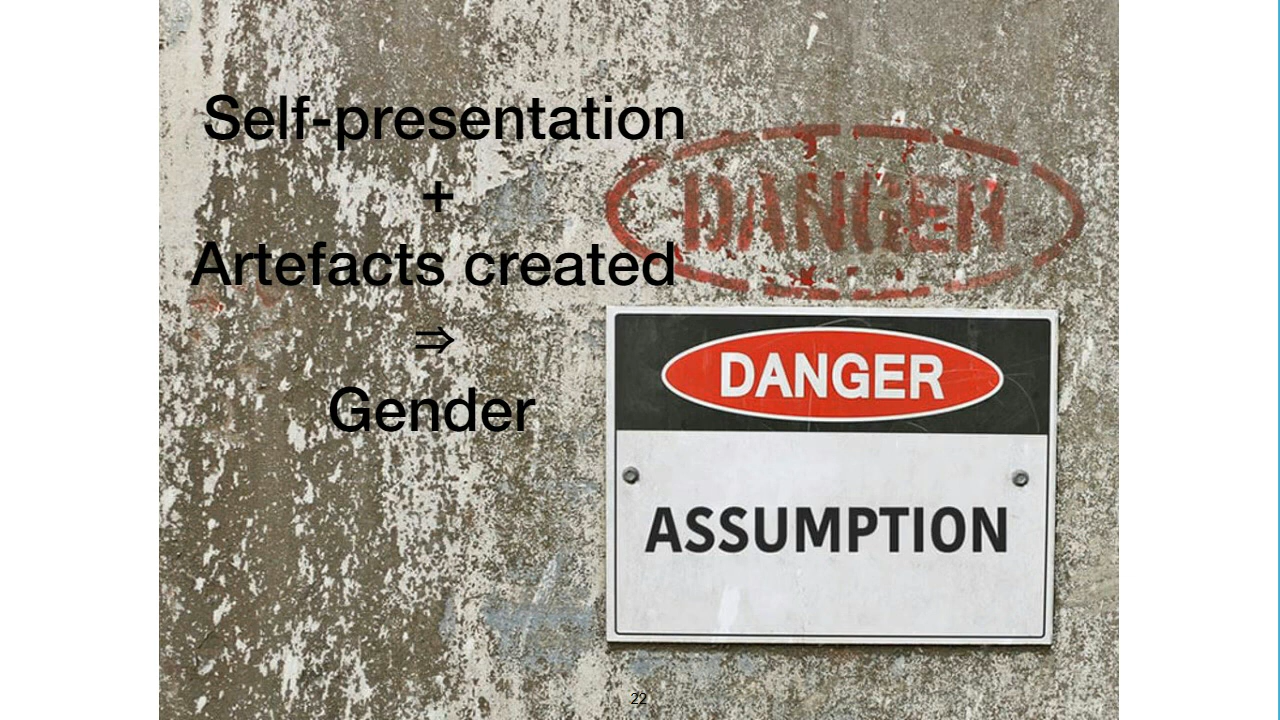 Self-presentation
+
Artefacts created
⇒
Gender
DANGER
DANGER
ASSUMPTION
22